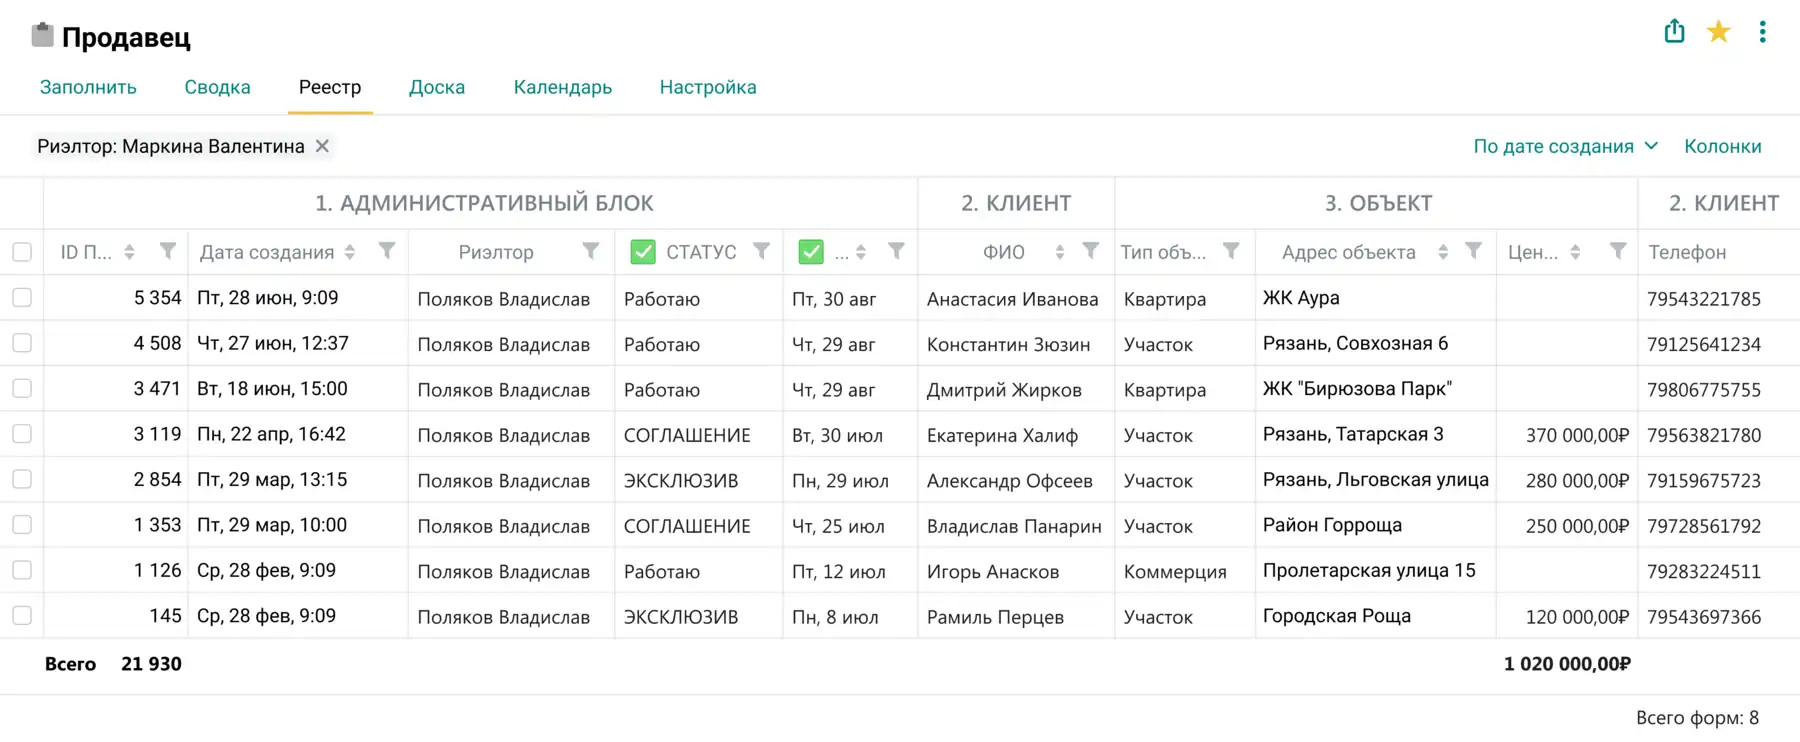 Продавец
Заполнить Сводка Реестр Доска Календарь Настройка
Риэлтор: Маркина Валентина По дате создания Колонки
1. АДМИНИСТРАТИВНЫЙ БЛОК 2. КЛИЕНТ 3. ОБЪЕКТ 2. КЛИЕНТ
ID П... Дата создания Риэлтор ✅ СТАТУС ✅ ... ФИО Тип объ... Адрес объекта Цен... Телефон
5 354 Пт, 28 июн, 9:09 Поляков Владислав Работаю Пт, 30 авг Анастасия Иванова Квартира ЖК Аура 79543221785
4 508 Чт, 27 июн, 12:37 Поляков Владислав Работаю Чт, 29 авг Константин Зюзин Участок Рязань, Совхозная 6 79125641234
3 471 Вт, 18 июн, 15:00 Поляков Владислав Работаю Чт, 29 авг Дмитрий Жирков Квартира ЖК "Бирюзова Парк" 79806775755
3 119 Пн, 22 апр, 16:42 Поляков Владислав СОГЛАШЕНИЕ Вт, 30 июл Екатерина Халиф Участок Рязань, Татарская 3 370 000,00₽ 79563821780
2 854 Пт, 29 мар, 13:15 Поляков Владислав ЭКСКЛЮЗИВ Пн, 29 июл Александр Офсеев Участок Рязань, Льговская улица 280 000,00₽ 79159675723
1 353 Пт, 29 мар, 10:00 Поляков Владислав СОГЛАШЕНИЕ Чт, 25 июл Владислав Панарин Участок Район Горроща 250 000,00₽ 79728561792
1 126 Ср, 28 фев, 9:09 Поляков Владислав Работаю Пт, 12 июл Игорь Анасков Коммерция Пролетарская улица 15 79283224511
145 Ср, 28 фев, 9:09 Поляков Владислав ЭКСКЛЮЗИВ Пн, 8 июл Рамиль Перцев Участок Городская Роща 120 000,00₽ 79543697366
Всего 21 930 1 020 000,00₽
Всего форм: 8